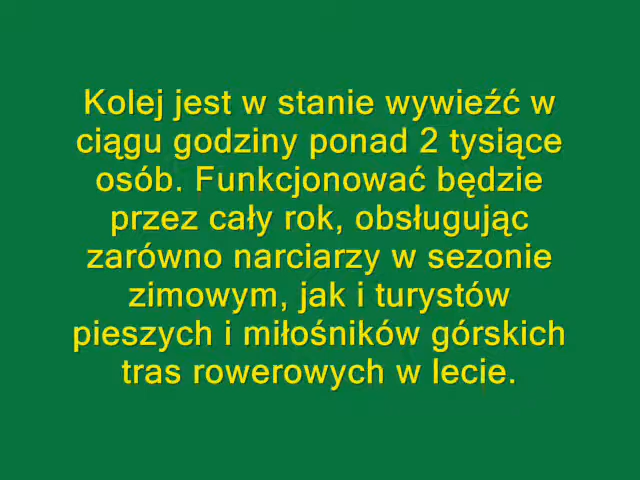 Kolej jest w stanie wywieźć w
ciągu godziny ponad 2 tysiące
osób. Funkcjonować będzie
przez cały rok, obsługując
zarówno narciarzy w sezonie
zimowym, jak i turystów
pieszych i miłośników górskich
tras rowerowych w lecie.